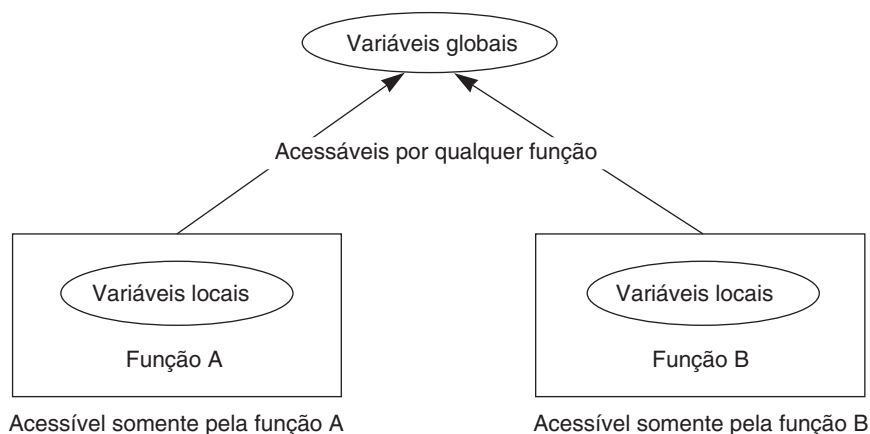 Variáveis globais
Acessáveis por qualquer função
Variáveis locais
Função A
Acessível somente pela função A
Variáveis locais
Função B
Acessível somente pela função B